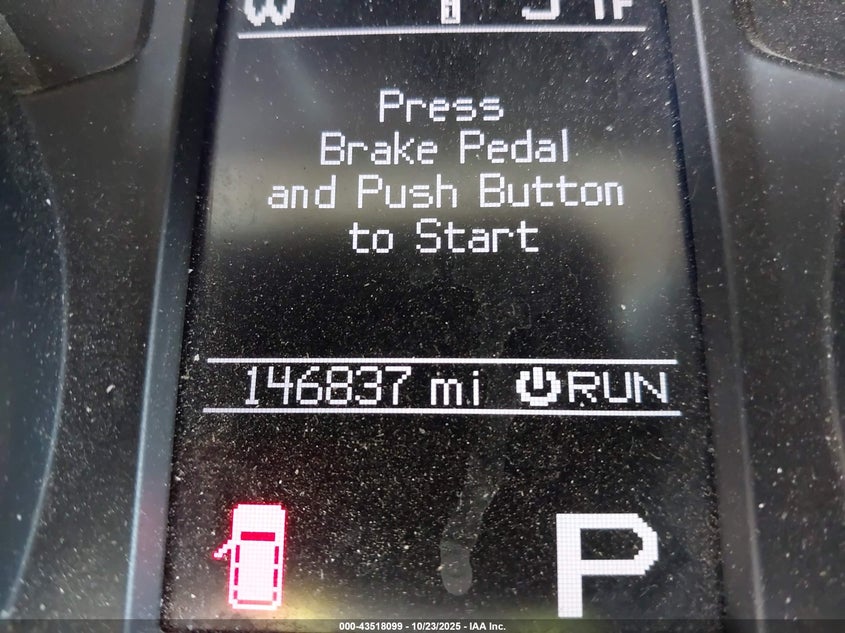 W
Press
Brake Pedal
and Push Button
to Start
146837 mi RUN
P
000-43518099 - 10/23/2025 - IAA Inc.